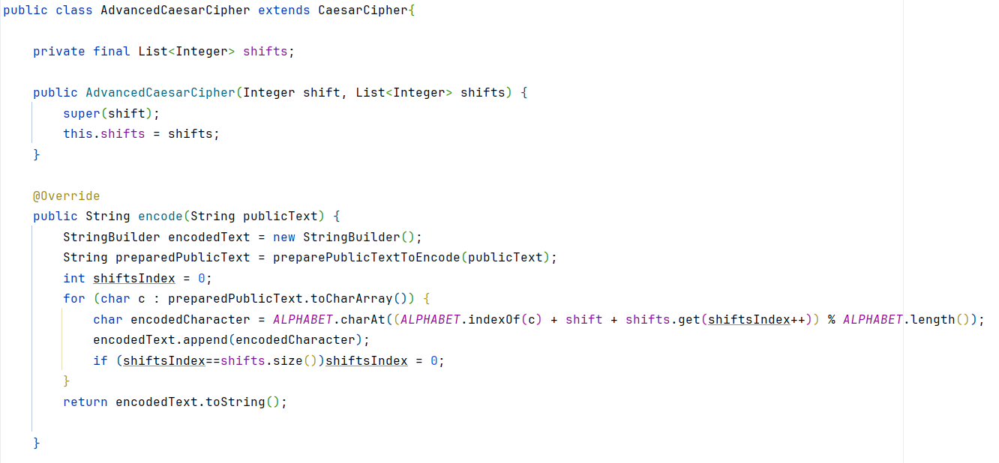 public class AdvancedCaesarCipher extends CaesarCipher{
private final List<Integer> shifts;
public AdvancedCaesarCipher(Integer shift, List<Integer> shifts) {
super(shift);
this.shifts = shifts;
}
@Override
public String encode(String publicText) {
StringBuilder encodedText = new StringBuilder();
String preparedPublicText = preparePublicTextToEncode(publicText);
int shiftsIndex = 0;
for (char c : preparedPublicText.toCharArray()) {
char encodedCharacter = ALPHABET.charAt((ALPHABET.indexOf(c) + shift + shifts.get(shiftsIndex++)) % ALPHABET.length());
encodedText.append(encodedCharacter);
if (shiftsIndex==shifts.size())shiftsIndex = 0;
}
return encodedText.toString();
}